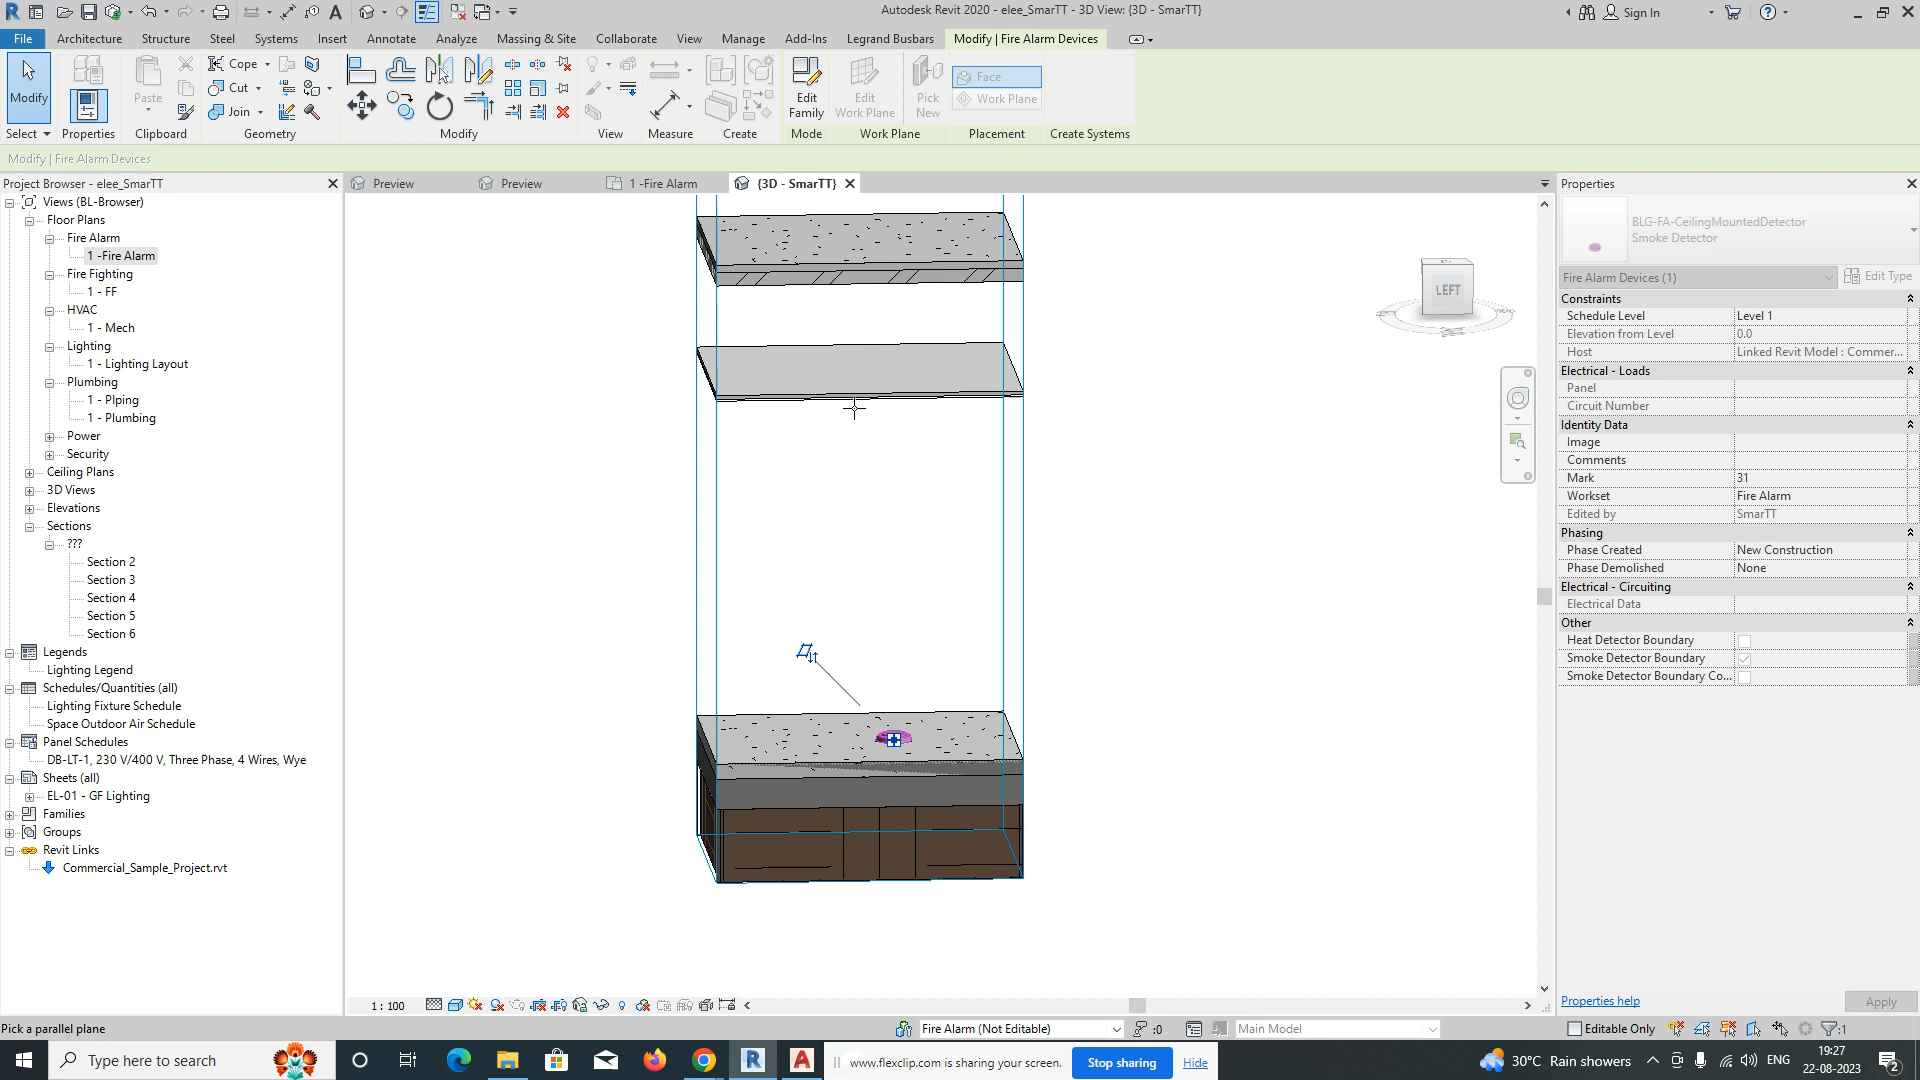 Autodesk Revit 2020 - elee_SmarTT - 3D View: {3D - SmarTT}
Sign In
File
Architecture
Structure
Steel
Systems
Insert
Annotate
Analyze
Massing & Site
Collaborate
View
Manage
Add-Ins
Legrand Busbars
Modify | Fire Alarm Devices
Modify
Paste
Cope
Cut
Join
Edit
Family
Edit
Work Plane
Pick
New
Face
Work Plane
Select
Properties
Clipboard
Geometry
Modify
View
Measure
Create
Mode
Work Plane
Placement
Create Systems
Modify | Fire Alarm Devices
Project Browser - elee_SmarTT
Views (BL-Browser)
Floor Plans
Fire Alarm
1 -Fire Alarm
Fire Fighting
1 - FF
HVAC
1 - Mech
Lighting
1 - Lighting Layout
Plumbing
1 - PIping
1 - Plumbing
Power
Security
Ceiling Plans
3D Views
Elevations
Sections
???
Section 2
Section 3
Section 4
Section 5
Section 6
Legends
Lighting Legend
Schedules/Quantities (all)
Lighting Fixture Schedule
Space Outdoor Air Schedule
Panel Schedules
DB-LT-1, 230 V/400 V, Three Phase, 4 Wires, Wye
Sheets (all)
EL-01 - GF Lighting
Families
Groups
Revit Links
Commercial_Sample_Project.rvt
Preview
Preview
1 -Fire Alarm
{3D - SmarTT}
LEFT
1 : 100
Properties
BLG-FA-CeilingMountedDetector
Smoke Detector
Fire Alarm Devices (1)
Edit Type
Constraints
Schedule Level Level 1
Elevation from Level 0.0
Host Linked Revit Model : Commer...
Electrical - Loads
Panel
Circuit Number
Identity Data
Image
Comments
Mark 31
Workset Fire Alarm
Edited by SmarTT
Phasing
Phase Created New Construction
Phase Demolished None
Electrical - Circuiting
Electrical Data
Other
Heat Detector Boundary
Smoke Detector Boundary
Smoke Detector Boundary Co...
Properties help
Apply
Pick a parallel plane
Fire Alarm (Not Editable)
:0
Main Model
Editable Only
:1
Type here to search
www.flexclip.com is sharing your screen.
Stop sharing
Hide
30°C Rain showers
ENG
19:27
22-08-2023
2